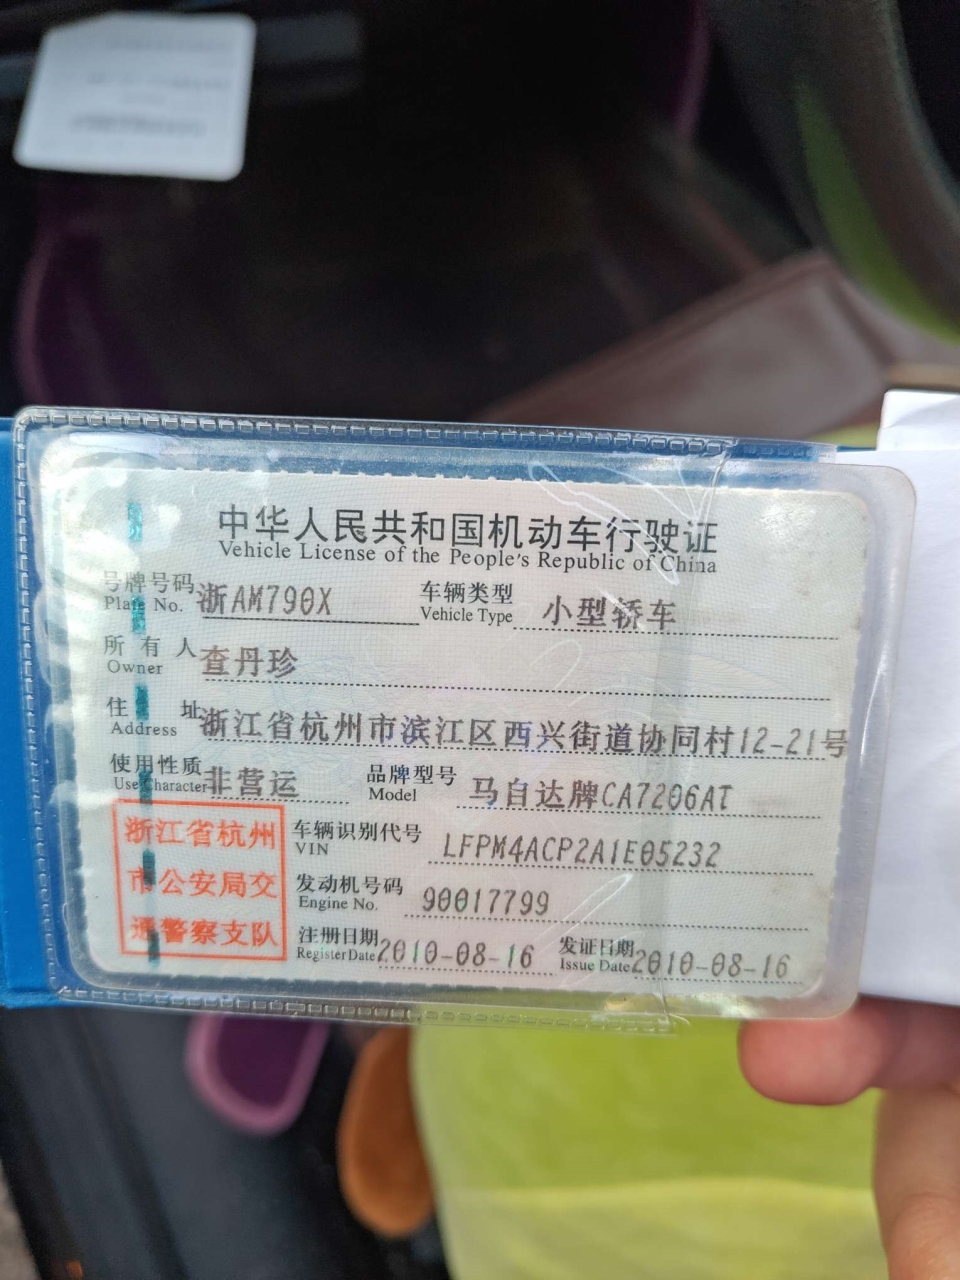 中华人民共和国机动车行驶证
Vehicle License of the People's Republic of China
号牌号码 浙AM790X 车辆类型 小型轿车
Plate No. Vehicle Type
所有人 查丹珍
Owner
住址 浙江省杭州市滨江区西兴街道协同村12-21号
Address
使用性质 非营运 品牌型号 马自达牌CA7206AT
Use Character Model
浙江省杭州
市公安局交
通警察支队
车辆识别代号 LFPM4ACP2A1E05232
VIN
发动机号码 90017799
Engine No.
注册日期 2010-08-16 发证日期 2010-08-16
Register Date Issue Date